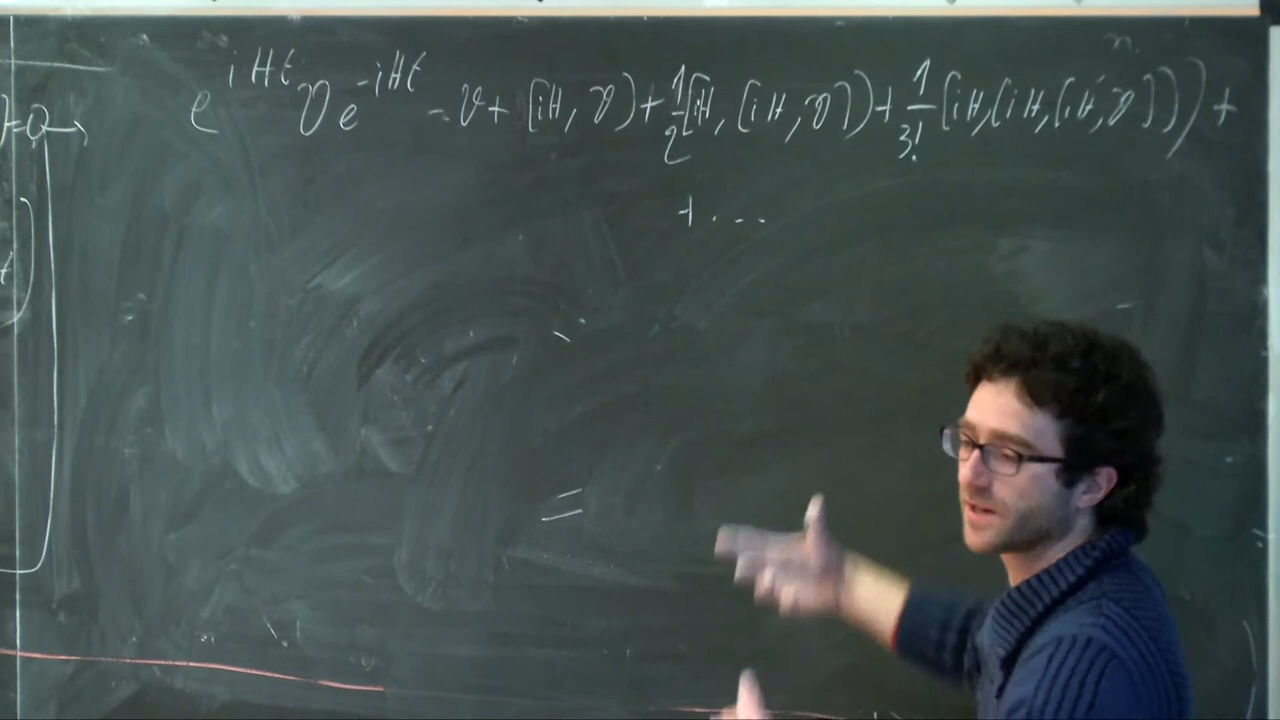 e^{iHt} V e^{-iHt} = V + [iH, V) + 1/2 [iH, (iH, V]) + 1/3! (iH, (iH, (iH, V]))) +
+ ...
=